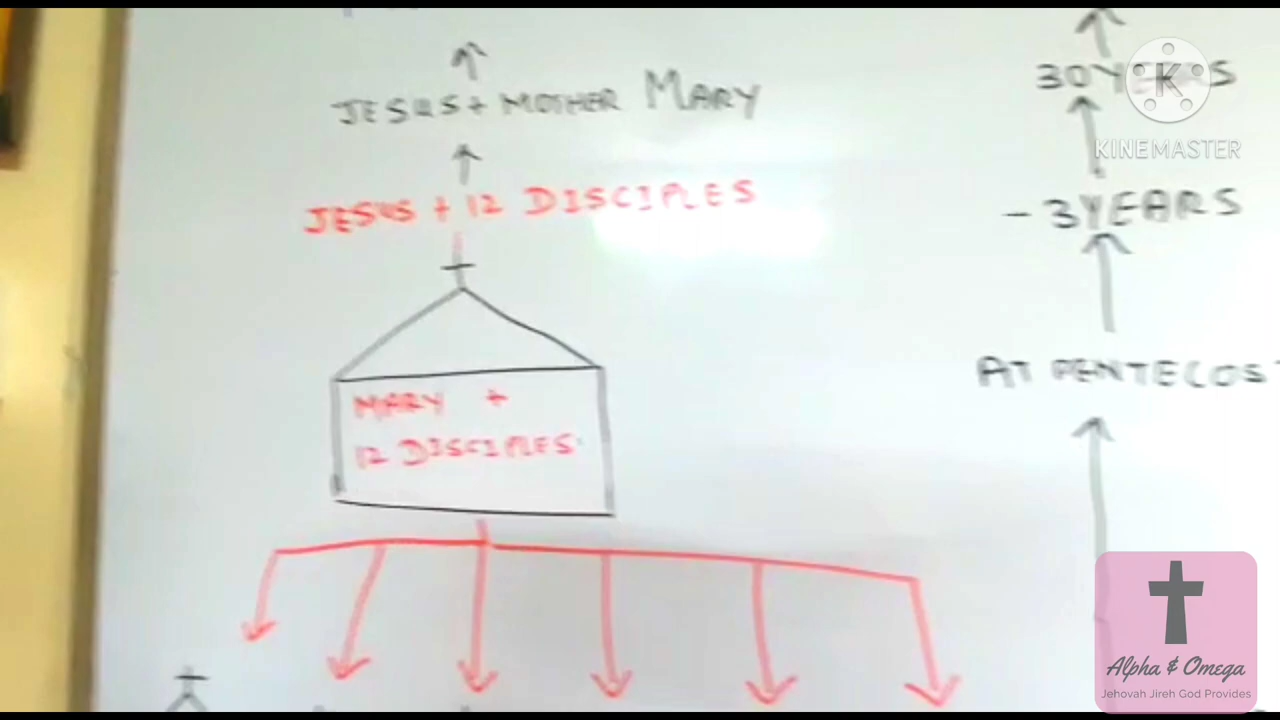 JESUS + MOTHER MARY
JESUS + 12 DISCIPLES
MARY +
12 DISCIPLES
30 YEARS
- 3 YEARS
AT PENTECOS
K
KINEMASTER
Alpha & Omega
Jehovah Jireh God Provides